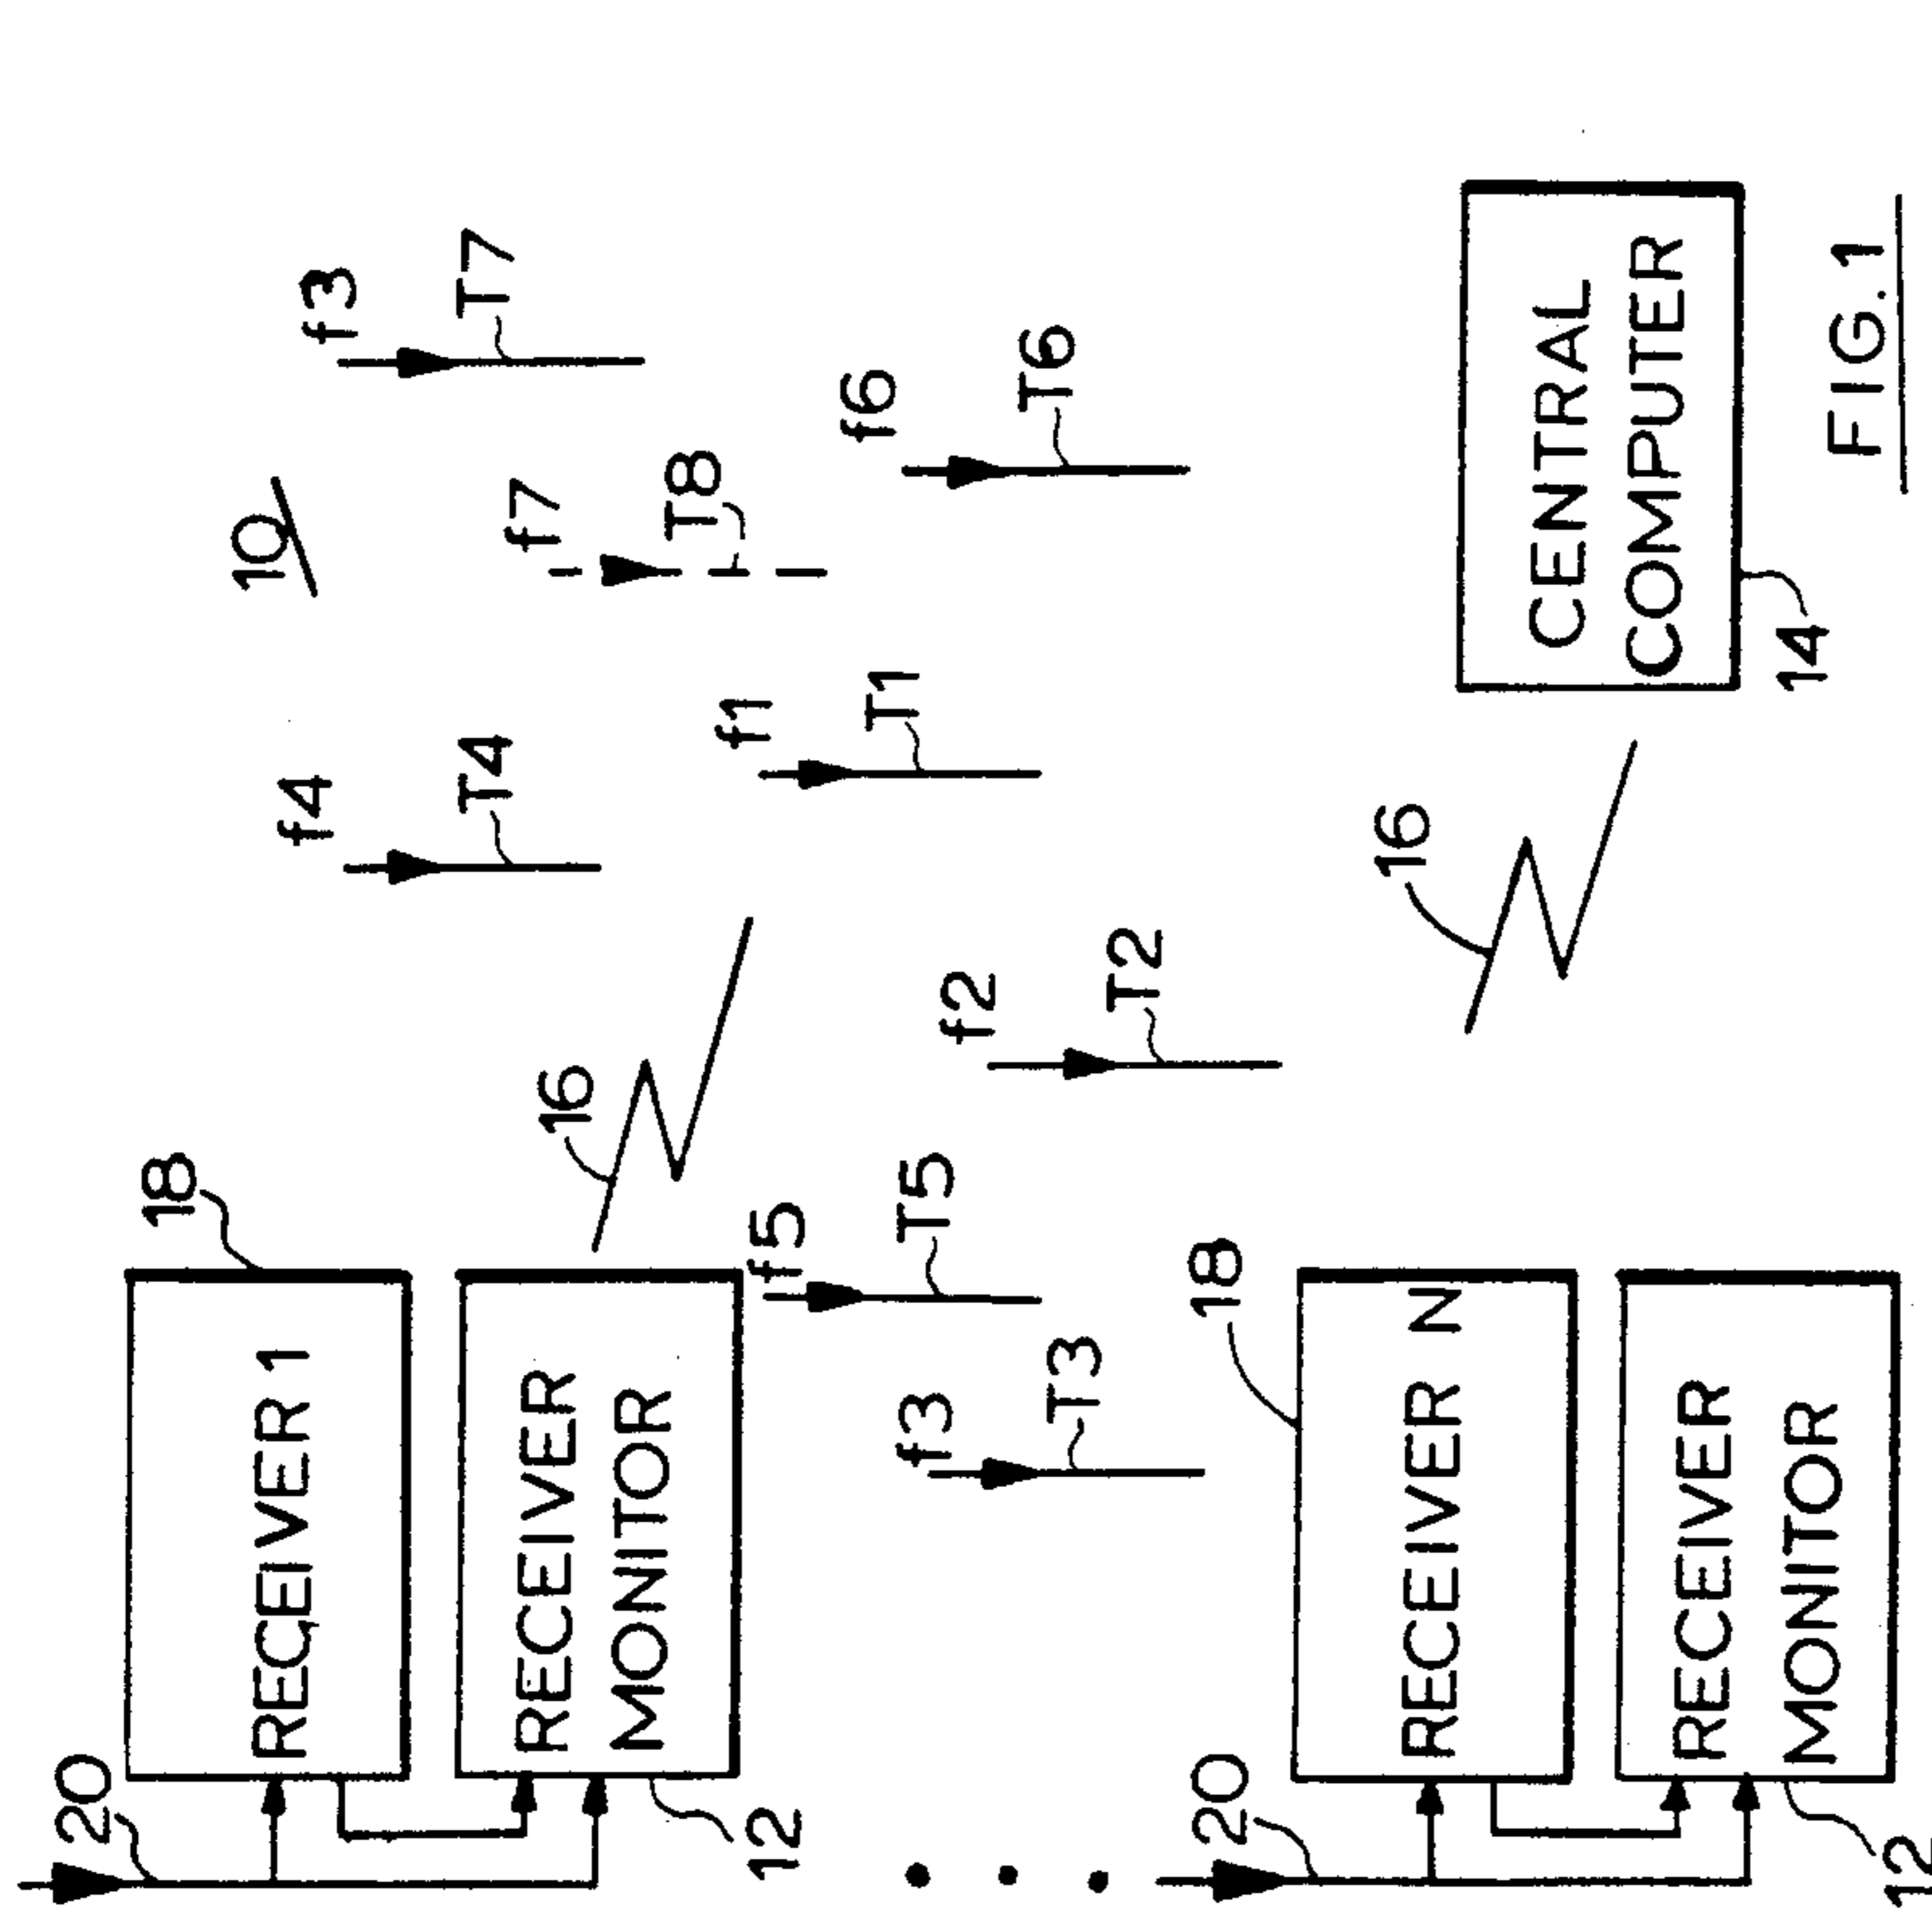 20
18
10
RECEIVER 1
f4
f3
T4
T7
f7
16
RECEIVER
MONITOR
T8
f1
12
f5
f6
T1
T5
f3
f2
T6
T3
T2
20
18
16
RECEIVER N
CENTRAL
COMPUTER
RECEIVER
MONITOR
14
FIG. 1
12